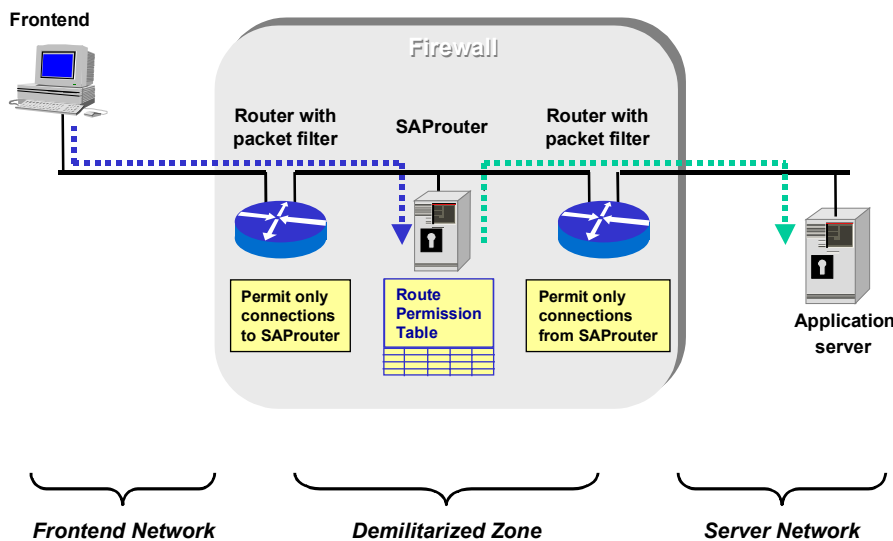 Frontend
Firewall
Router with
packet filter
SAProuter
Router with
packet filter
Permit only
connections
to SAProuter
Route
Permission
Table
Permit only
connections
from SAProuter
Application
server
Frontend Network
Demilitarized Zone
Server Network